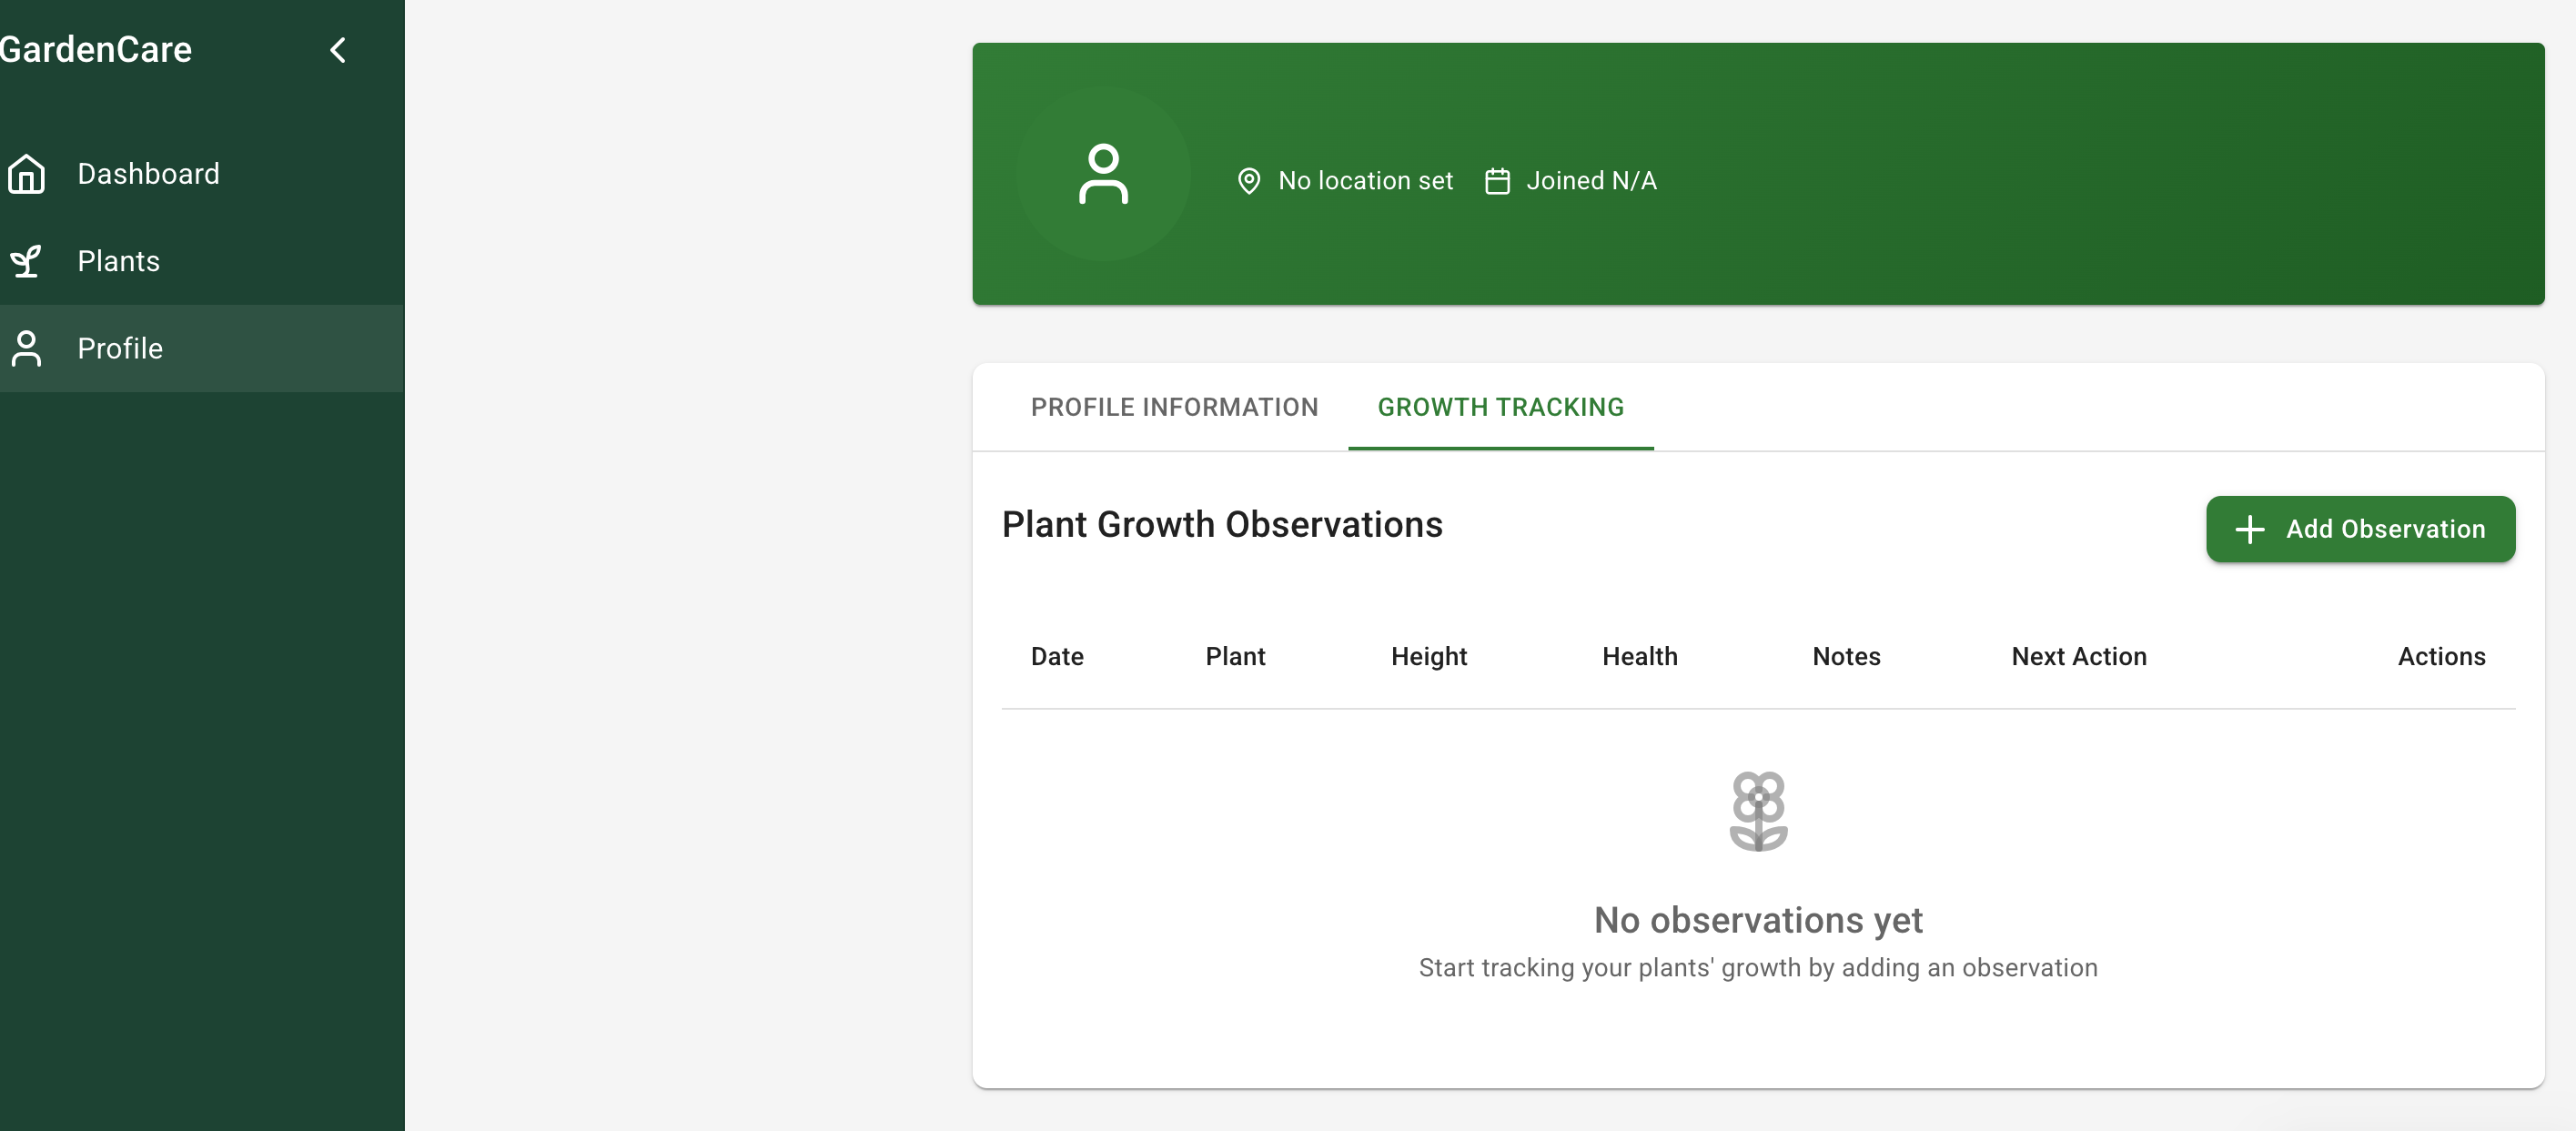 GardenCare
Dashboard
Plants
Profile
No location set Joined N/A
PROFILE INFORMATION GROWTH TRACKING
Plant Growth Observations
Add Observation
Date Plant Height Health Notes Next Action Actions
No observations yet
Start tracking your plants' growth by adding an observation